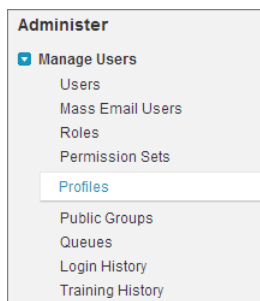 Administer
Manage Users
Users
Mass Email Users
Roles
Permission Sets
Profiles
Public Groups
Queues
Login History
Training History